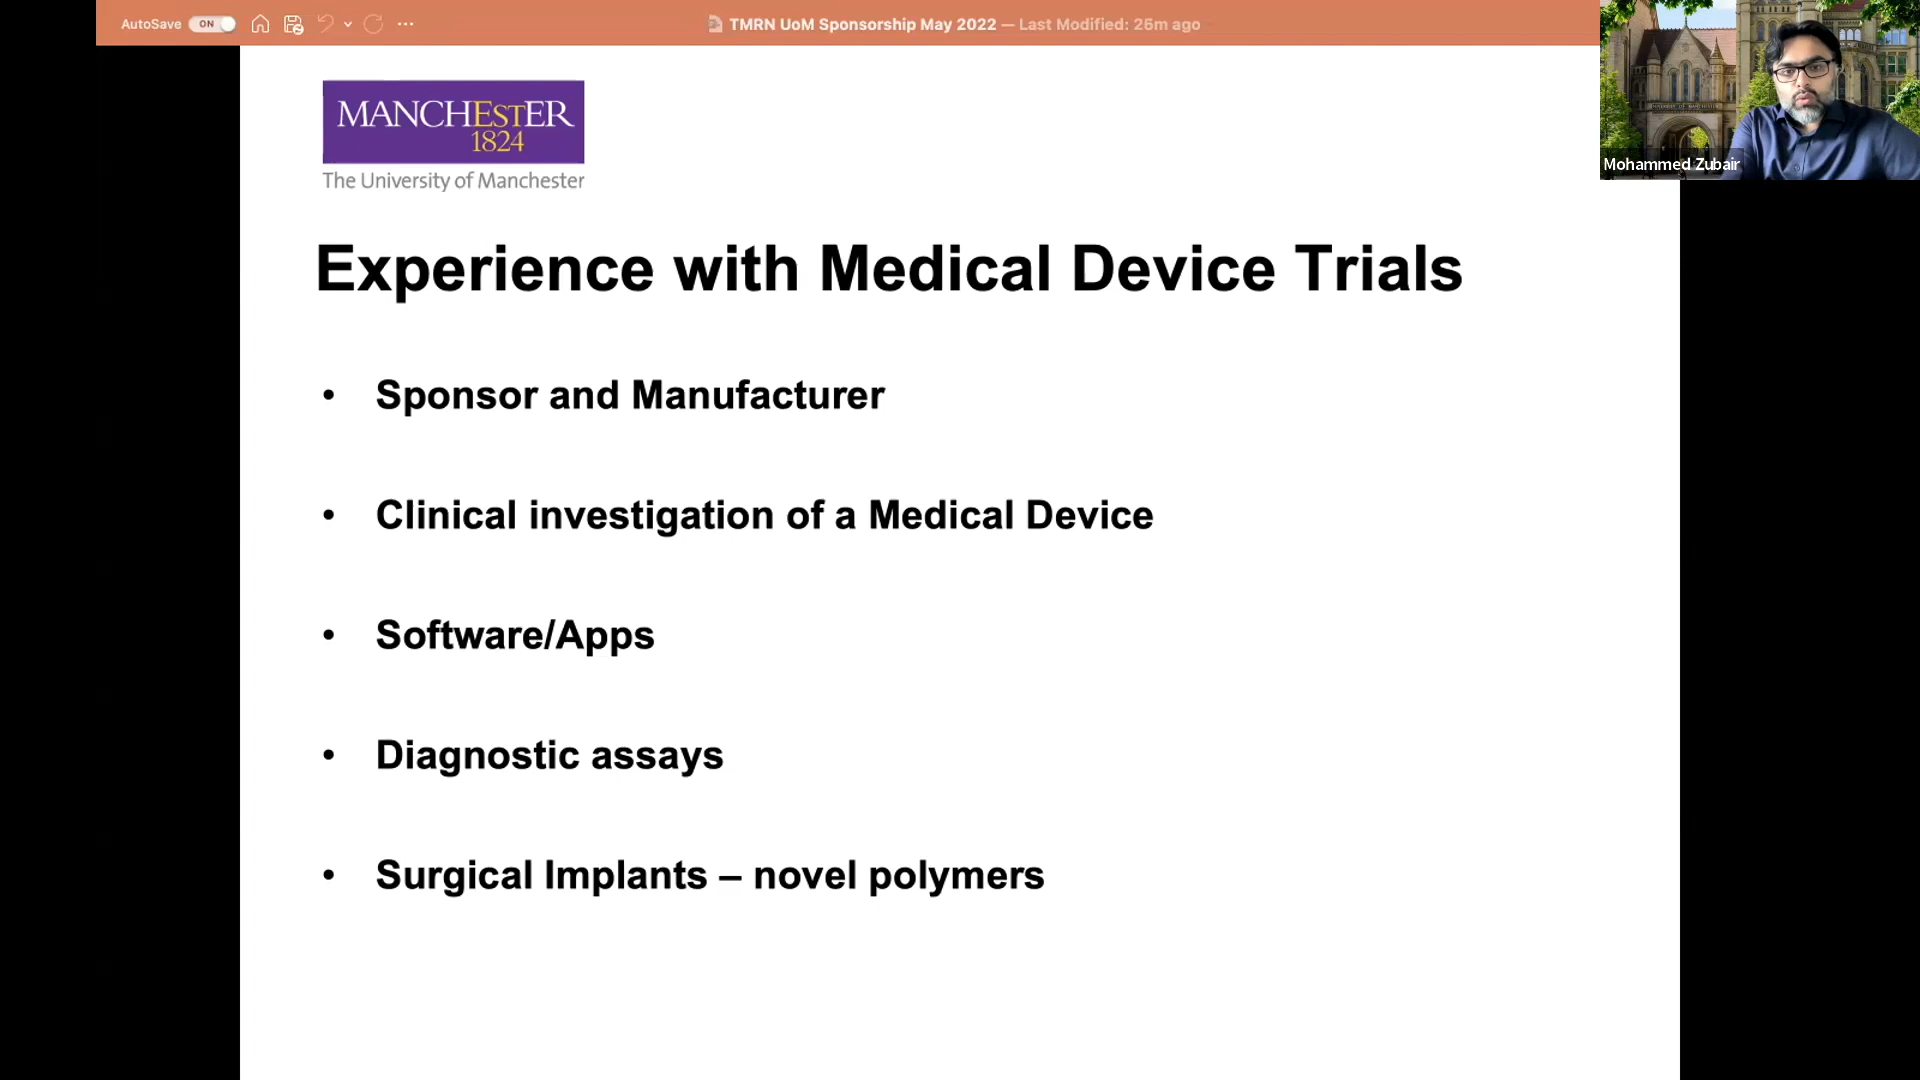 AutoSave ON
TMRN UoM Sponsorship May 2022 — Last Modified: 25m ago
Mohammed Zubair
MANCHESTER
1824
The University of Manchester
Experience with Medical Device Trials
• Sponsor and Manufacturer
• Clinical investigation of a Medical Device
• Software/Apps
• Diagnostic assays
• Surgical Implants – novel polymers